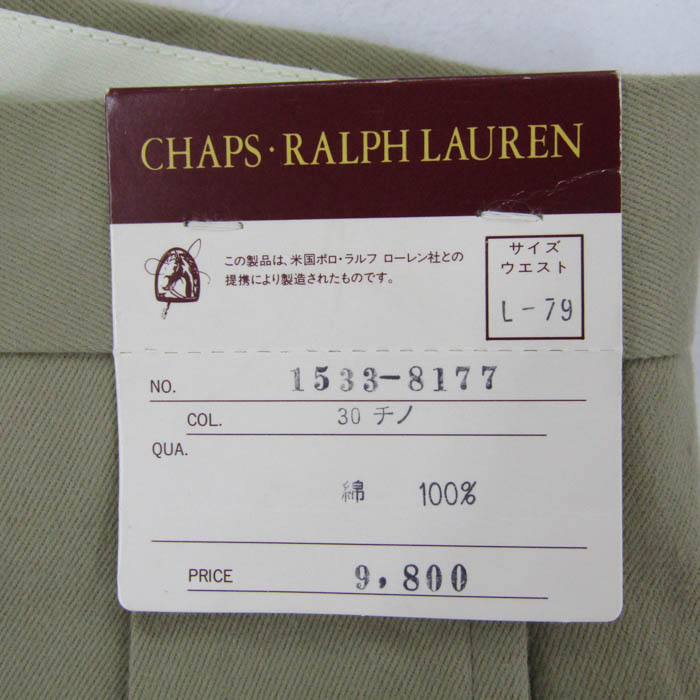 CHAPS・RALPH LAUREN
この製品は、米国ポロ・ラルフ ローレン社との
提携により製造されたものです。
サイズ
ウエスト
L-79
NO. 1533-8177
COL. 30 チノ
QUA.
綿 100%
PRICE 9,800